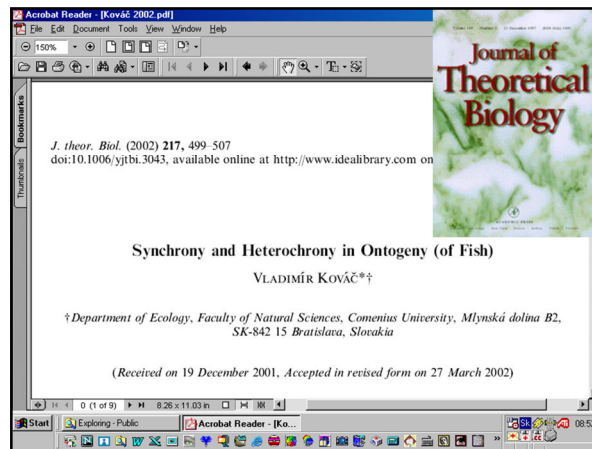 Acrobat Reader - [Kováč 2002.pdf]
File Edit Document Tools View Window Help
150%
Journal of
Theoretical
Biology
ACADEMIC PRESS
Bookmarks
Thumbnails
J. theor. Biol. (2002) 217, 499–507
doi:10.1006/yjtbi.3043, available online at http://www.idealibrary.com on
Synchrony and Heterochrony in Ontogeny (of Fish)
VLADIMÍR KOVÁČ*†
†Department of Ecology, Faculty of Natural Sciences, Comenius University, Mlynská dolina B2,
SK-842 15 Bratislava, Slovakia
(Received on 19 December 2001, Accepted in revised form on 27 March 2002)
0 (1 of 9) 8.26 x 11.03 in
Start Exploring - Public Acrobat Reader - [Ko... Sk 08:52